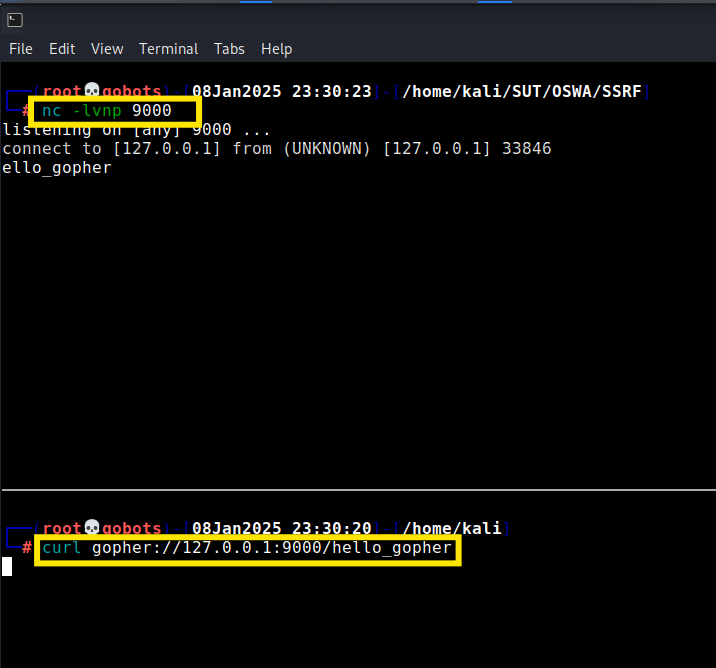 File Edit View Terminal Tabs Help
┌──[root💀gobots]-[08Jan2025 23:30:23]-[/home/kali/SUT/OSWA/SSRF]
└─# nc -lvnp 9000
listening on [any] 9000 ...
connect to [127.0.0.1] from (UNKNOWN) [127.0.0.1] 33846
ello_gopher
┌──[root💀gobots]-[08Jan2025 23:30:20]-[/home/kali]
└─# curl gopher://127.0.0.1:9000/hello_gopher